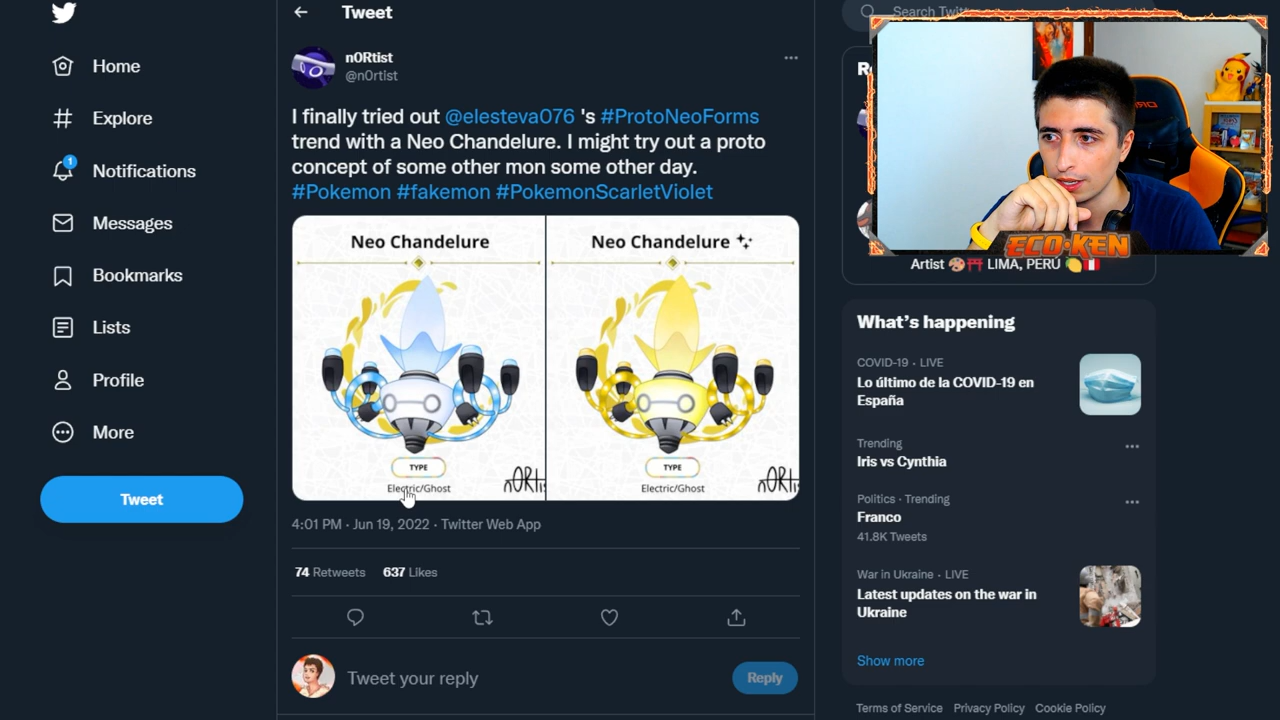 Home
Explore
1
Notifications
Messages
Bookmarks
Lists
Profile
More
Tweet
Tweet
n0Rtist
@n0rtist
I finally tried out @elesteva076 's #ProtoNeoForms
trend with a Neo Chandelure. I might try out a proto
concept of some other mon some other day.
#Pokemon #fakemon #PokemonScarletViolet
Neo Chandelure
TYPE
Electric/Ghost
Neo Chandelure
TYPE
Electric/Ghost
4:01 PM · Jun 19, 2022 · Twitter Web App
74 Retweets 637 Likes
Tweet your reply
Reply
Search
ECO-KEN
Artist LIMA, PERÚ
What's happening
COVID-19 · LIVE
Lo último de la COVID-19 en
España
Trending
Iris vs Cynthia
Politics · Trending
Franco
41.8K Tweets
War in Ukraine · LIVE
Latest updates on the war in
Ukraine
Show more
Terms of Service Privacy Policy Cookie Policy